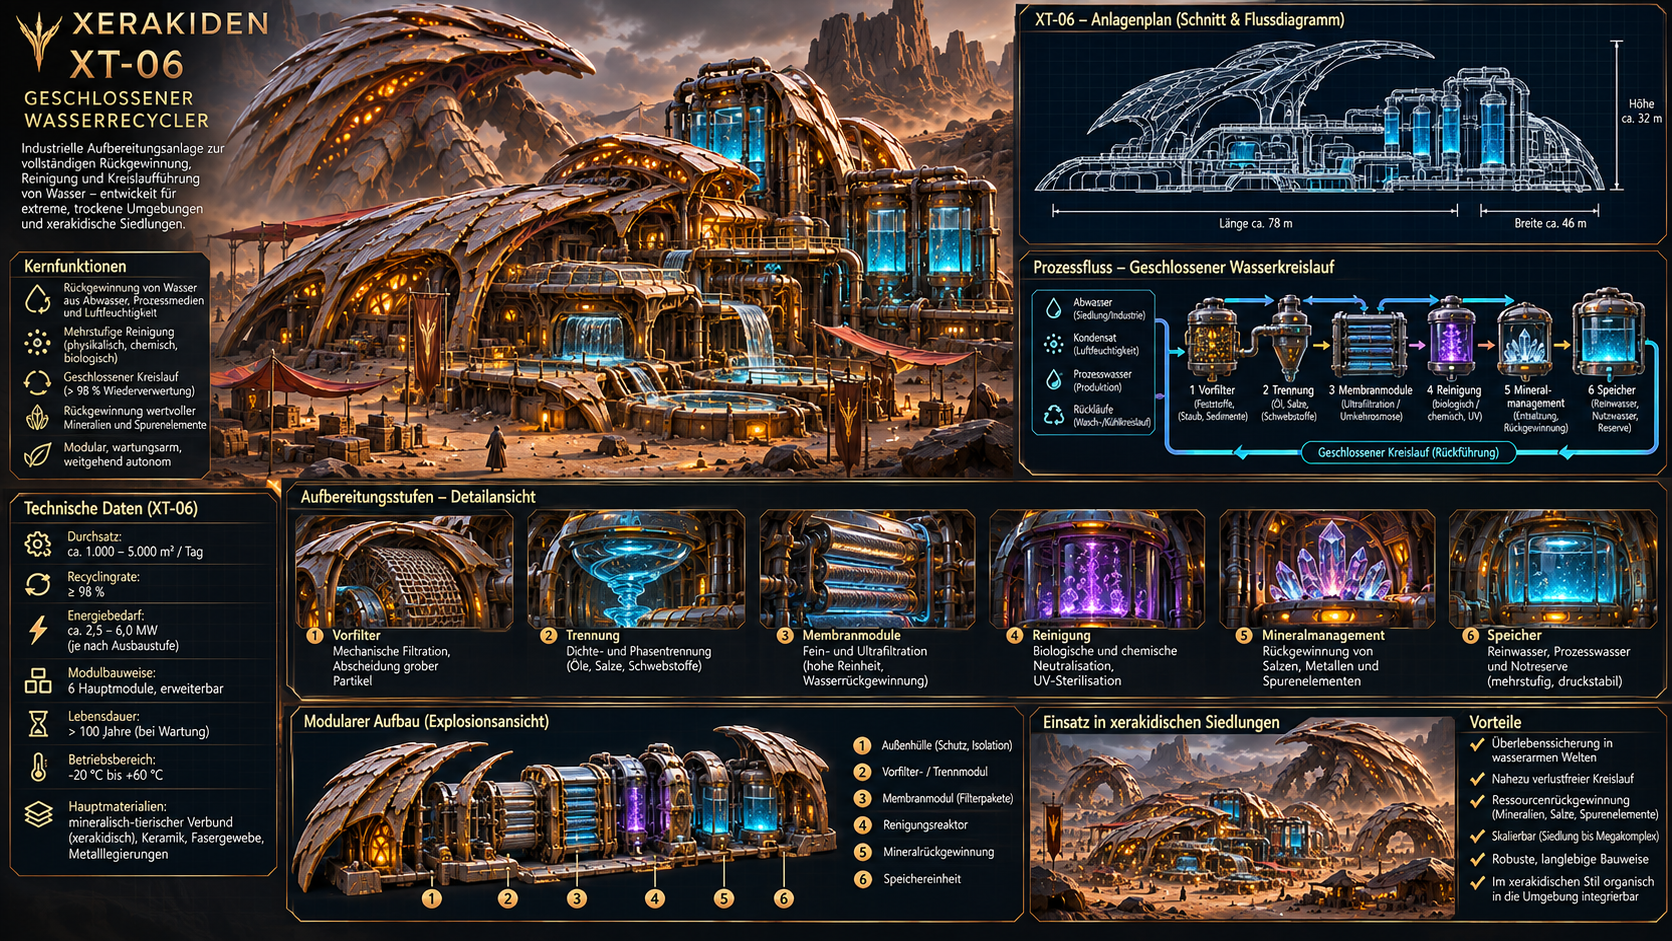 XERAKIDEN
XT-06
GESCHLOSSENER
WASSERRECYCLER
Industrielle Aufbereitungsanlage zur
vollständigen Rückgewinnung,
Reinigung und Kreislaufführung
von Wasser – entwickeit für
extreme, trockene Umgebungen
und xerakidische Siedlungen.
Kernfunktionen
Rückgewinnung von Wasser
aus Abwasser, Prozessmedien
und Luftfeuchtigkeit
Mehrstufige Reinigung
(physikalisch, chemisch,
biologisch)
Geschlossener Kreislauf
(> 98 % Wiederverwertung)
Rückgewinnung wertvoller
Mineralien und Spurenelemente
Modular, wartungsarm,
weitgehend autonom
XT-06 – Anlagenplan (Schnitt & Flussdiagramm)
Höhe
ca. 32 m
Länge ca. 78 m
Breite ca. 46 m
Prozessfluss – Geschlossener Wasserkreislauf
Abwasser
(Siedlung/Industrie)
Kondensat
(Luftfeuchtigkeit)
Prozesswasser
(Produktion)
Rückläufe
(Wasch-/Kühlkreislauf)
1 Vorfilter
(Feststoffe,
Staub, Sedimente)
2 Trennung
(Öl, Salze,
Schwebstoffe)
3 Membranmodule
(Ultrafiltration /
Umkehrosmose)
4 Reinigung
(biologisch /
chemisch, UV)
5 Mineral-
management
(Entsaltung,
Rückgewinnung)
6 Speicher
(Reinwasser,
Nutzwasser,
Reserve)
Geschlossener Kreislauf (Rückführung)
Technische Daten (XT-06)
Durchsatz:
ca. 1.000 – 5.000 m³ / Tag
Recyclingrate:
≥ 98 %
Energiebedarf:
ca. 2,5 – 6,0 MW
(je nach Ausbaustufe)
Modulbauweise:
6 Hauptmodule, erweiterbar
Lebensdauer:
> 100 Jahre (bei Wartung)
Betriebsbereich:
-20 °C bis +60 °C
Hauptmaterialien:
mineralisch-tierischer Verbund
(xerakidisch), Keramik, Fasergewebe,
Metalllegierungen
Aufbereitungsstufen – Detailansicht
1 Vorfilter
Mechanische Filtration,
Abscheidung grober
Partikel
2 Trennung
Dichte- und Phasentrennung
(Öle, Salze, Schwebstoffe)
3 Membranmodule
Fein- und Ultrafiltration
(hohe Reinheit,
Wasserrückgewinnung)
4 Reinigung
Biologische und chemische
Neutralisation,
UV-Sterilisation
5 Mineralmanagement
Rückgewinnung von
Salzen, Metallen und
Spurenelementen
6 Speicher
Reinwasser, Prozesswasser
und Notreserve
(mehrstufig, druckstabil)
Modularer Aufbau (Explosionsansicht)
1 2 3 4 5 6
1 Außenhülle (Schutz, Isolation)
2 Vorfilter- / Trennmodul
3 Membranmodul (Filterpakete)
4 Renigungsreaktor
5 Mineralrückgewinnung
6 Speichereinheit
Einsatz in xerakidischen Siedlungen
Vorteile
Überlebenssicherung in
wasserarmen Welten
Nahezu verlustfreier Kreislauf
Ressourcenrückgewinnung
(Mineralien, Salze, Spurenelemente)
Skalierbar (Siedlung bis Megakomplex)
Robuste, langlebige Bauweise
Im xerakidischen Stil organisch
in die Umgebung integrierbar